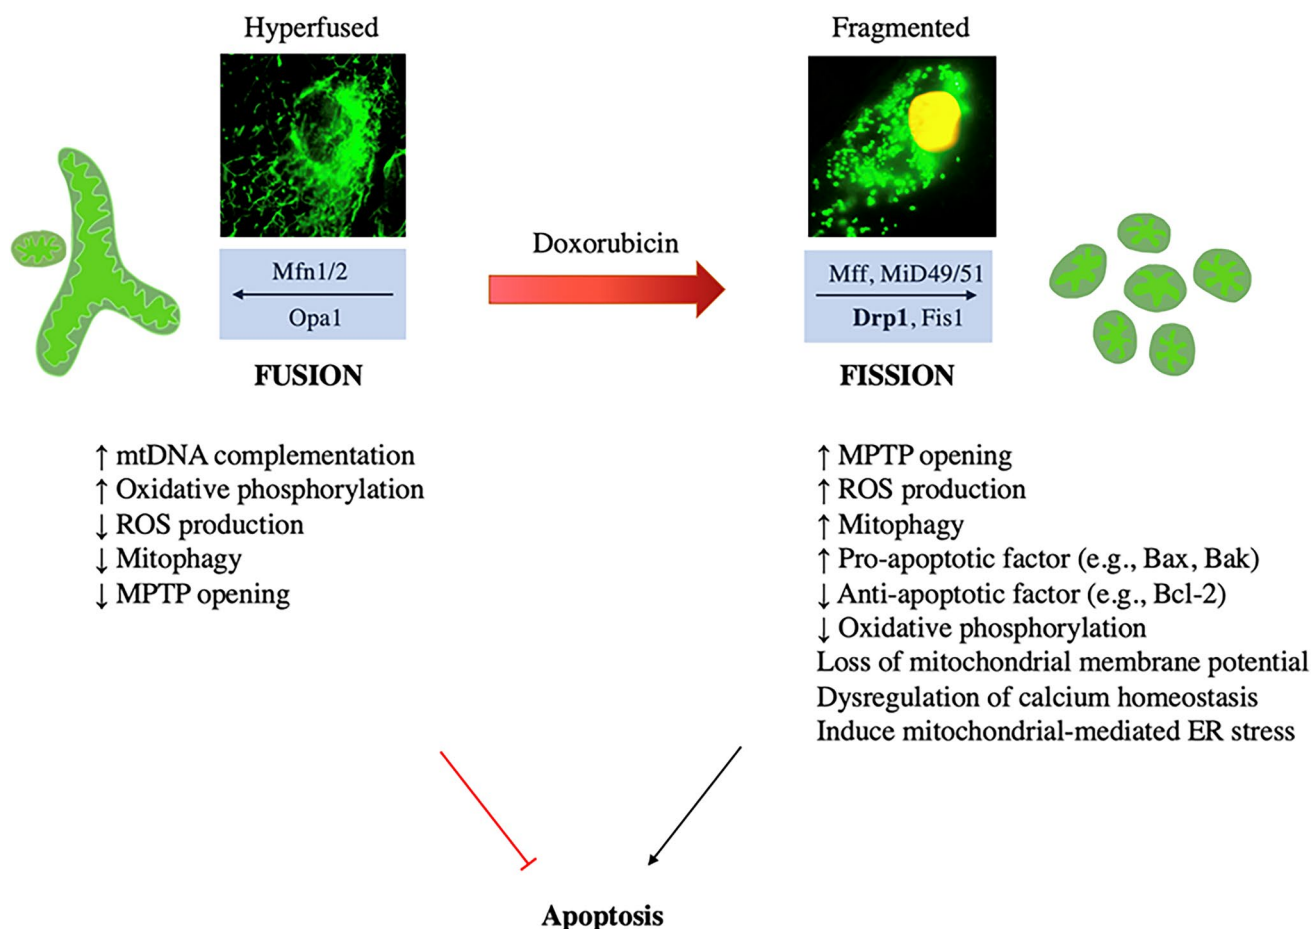 Hyperfused
Fragmented
Mfn1/2
Opa1
FUSION
Doxorubicin
Mff, MiD49/51
Drp1, Fis1
FISSION
↑ mtDNA complementation
↑ Oxidative phosphorylation
↓ ROS production
↓ Mitophagy
↓ MPTP opening
↑ MPTP opening
↑ ROS production
↑ Mitophagy
↑ Pro-apoptotic factor (e.g., Bax, Bak)
↓ Anti-apoptotic factor (e.g., Bcl-2)
↓ Oxidative phosphorylation
Loss of mitochondrial membrane potential
Dysregulation of calcium homeostasis
Induce mitochondrial-mediated ER stress
Apoptosis